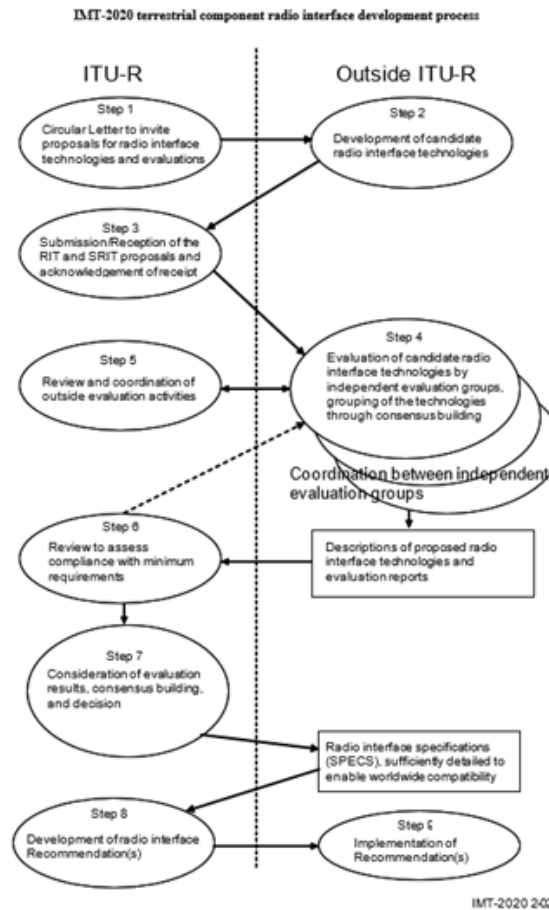 IMT-2020 terrestrial component radio interface development process
ITU-R
Outside ITU-R
Step 1
Circular Letter to invite
proposals for radio interface
technologies and evaluations
Step 2
Development of candidate
radio interface technologies
Step 3
Submission/Reception of the
RIT and SRIT proposals and
acknowledgement of receipt
Step 4
Evaluation of candidate radio
interface technologies by
independent evaluation groups,
grouping of the technologies
through consensus building
Step 5
Review and coordination of
outside evaluation activities
Coordination between independent
evaluation groups
Step 6
Review to assess
compliance with minimum
requirements
Descriptions of proposed radio
interface technologies and
evaluation reports
Step 7
Consideration of evaluation
results, consensus building,
and decision
Radio interface specifications
(SPECS), sufficiently detailed to
enable worldwide compatibility
Step 8
Development of radio interface
Recommendation(s)
Step 9
Implementation of
Recommendation(s)
IMT-2020 2-02